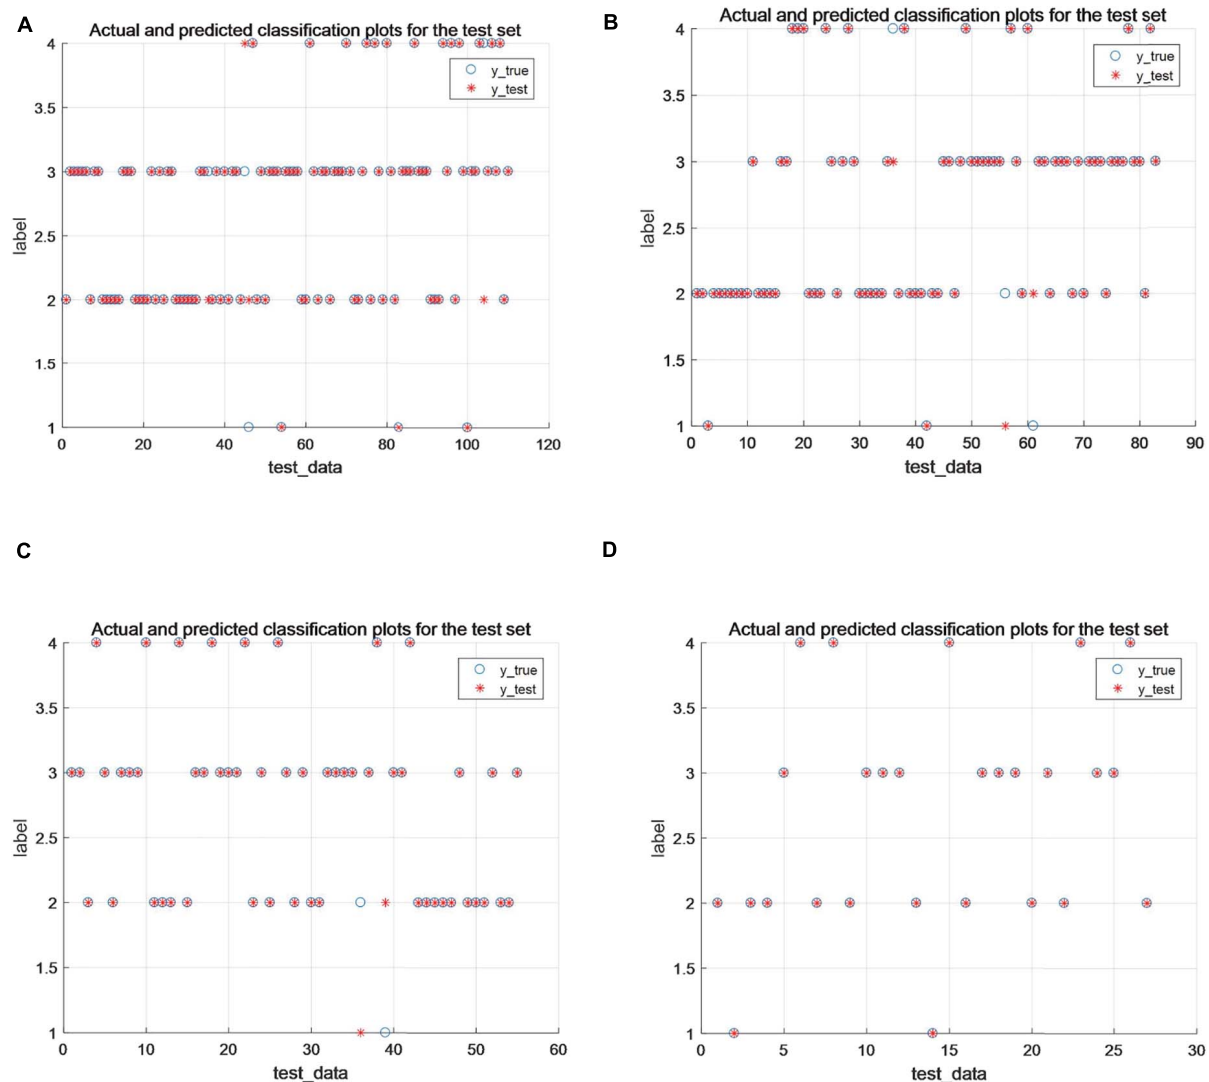 A
Actual and predicted classification plots for the test set
4
3.5
3
2.5
2
1.5
1
label
0 20 40 60 80 100 120
test_data
y_true
y_test
B
Actual and predicted classification plots for the test set
4
3.5
3
2.5
2
1.5
1
label
0 10 20 30 40 50 60 70 80 90
test_data
y_true
y_test
C
Actual and predicted classification plots for the test set
4
3.5
3
2.5
2
1.5
1
label
0 10 20 30 40 50 60
test_data
y_true
y_test
D
Actual and predicted classification plots for the test set
4
3.5
3
2.5
2
1.5
1
label
0 5 10 15 20 25 30
test_data
y_true
y_test